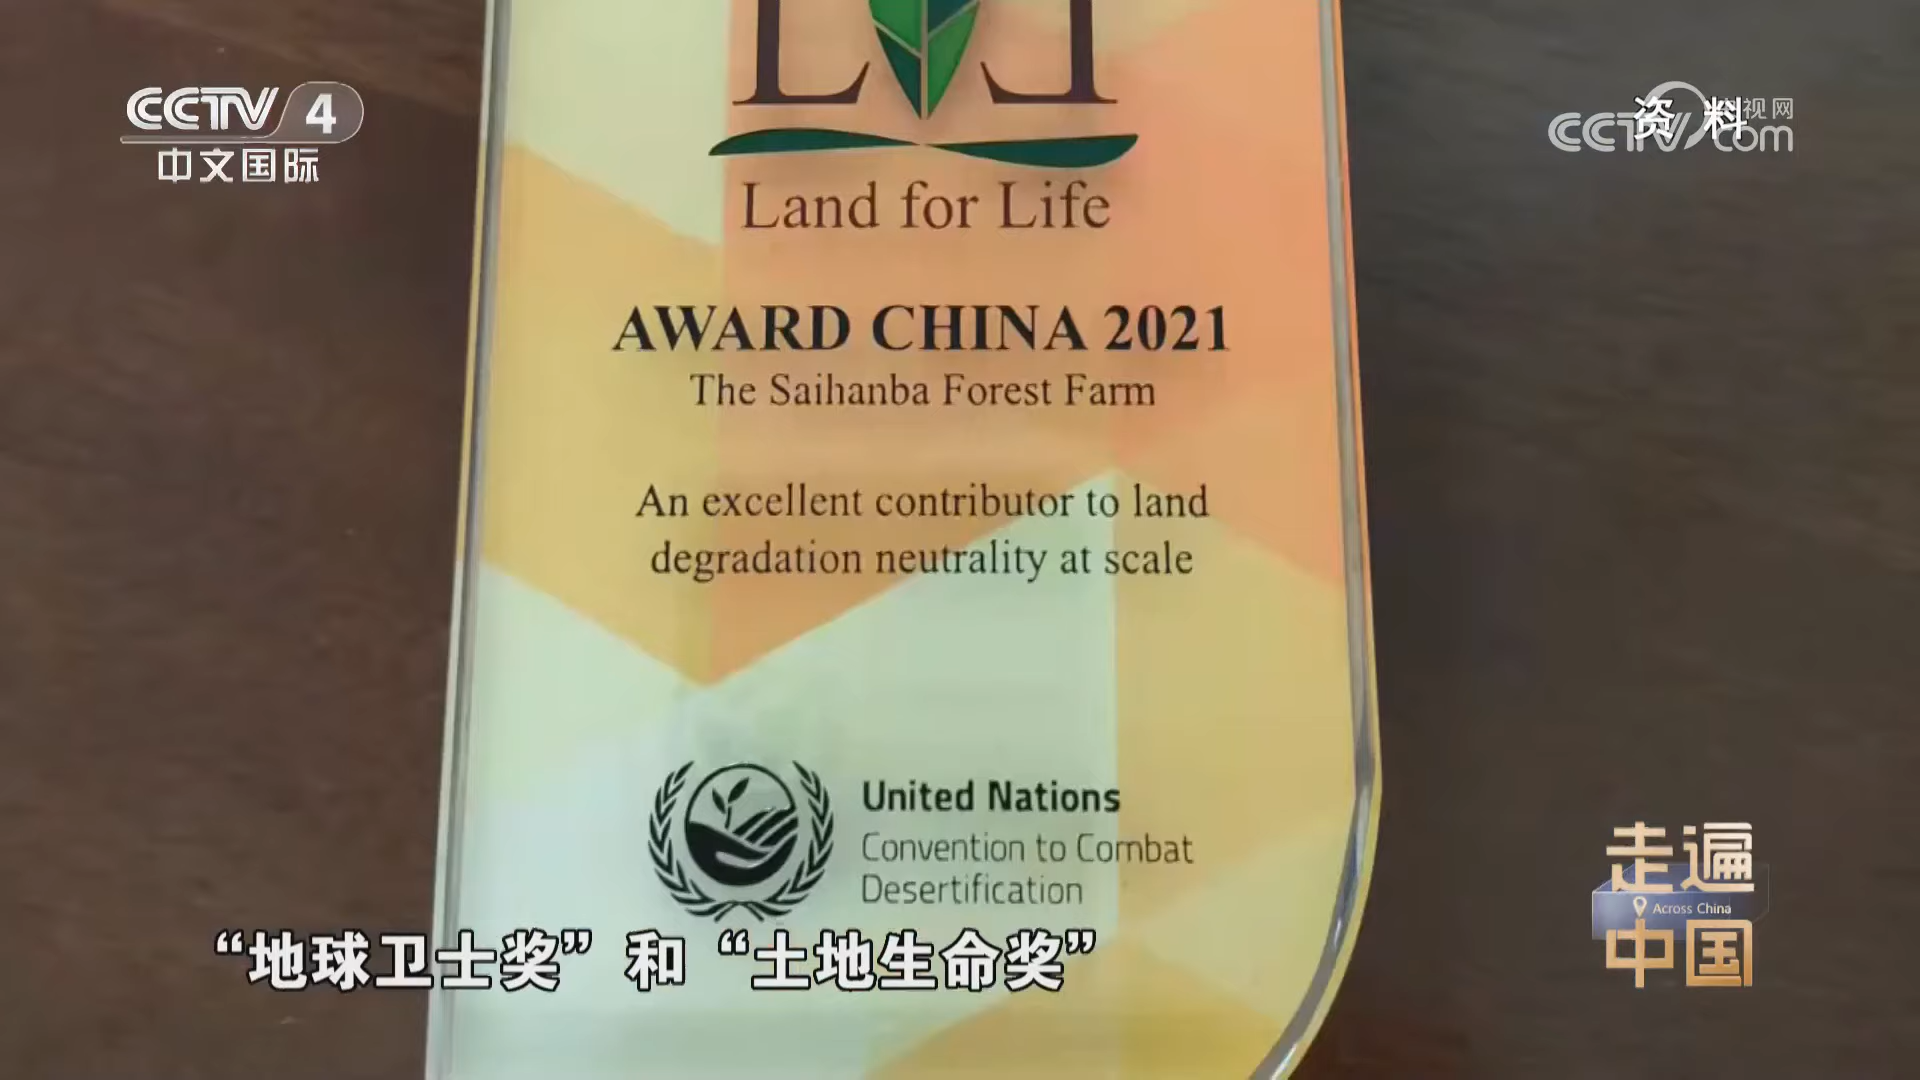 CCTV 4
中文国际
资料
央视网
CCTV.com
LL
Land for Life
AWARD CHINA 2021
The Saihanba Forest Farm
An excellent contributor to land
degradation neutrality at scale
United Nations
Convention to Combat
Desertification
“地球卫士奖” 和 “土地生命奖”
走遍
Across China
中国